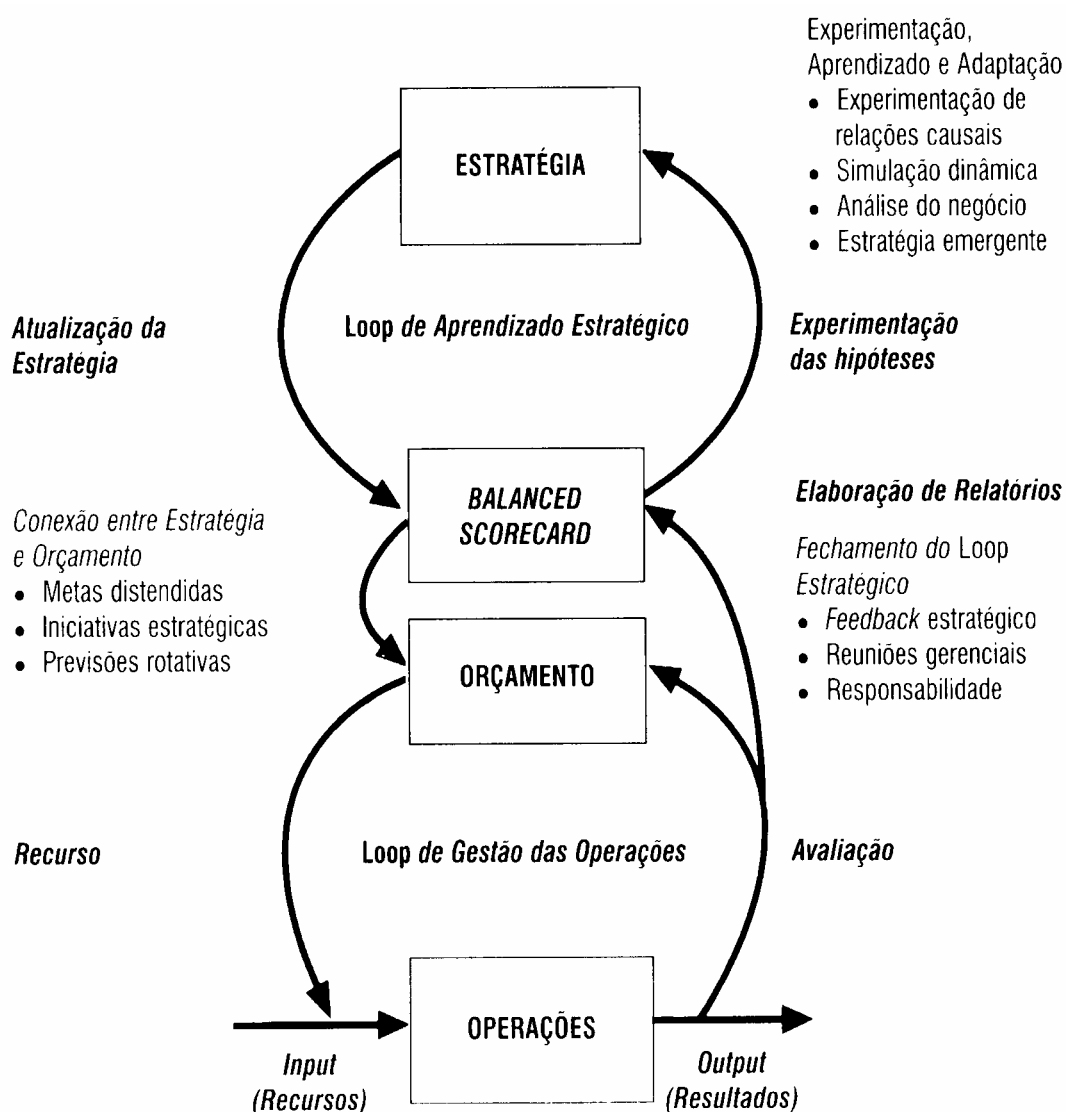 Experimentação,
Aprendizado e Adaptação
• Experimentação de
relações causais
• Simulação dinâmica
• Análise do negócio
• Estratégia emergente
ESTRATÉGIA
Atualização da
Estratégia
Loop de Aprendizado Estratégico
Experimentação
das hipóteses
BALANCED
SCORECARD
Conexão entre Estratégia
e Orçamento
• Metas distendidas
• Iniciativas estratégicas
• Previsões rotativas
Elaboração de Relatórios
Fechamento do Loop
Estratégico
• Feedback estratégico
• Reuniões gerenciais
• Responsabilidade
ORÇAMENTO
Recurso
Loop de Gestão das Operações
Avaliação
OPERAÇÕES
Input
(Recursos)
Output
(Resultados)